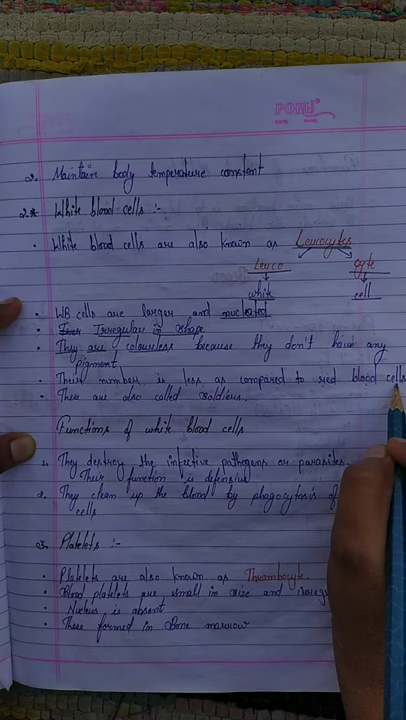 POPU
2. Maintain body temperature constant
2.* White blood cells :-
• White blood cells are also known as Leucocytes
Leuco cyte
white cell
• WB cells are larger and nucleated
• Irregular in shape
• They are colourless because they don't have any
pigment
• Their number is less as compared to red blood cells
• They are also called soldiers.
Functions of white blood cells
1. They destroy the infective pathogens or parasites.
Their function is defensive
2. They clean up the blood by phagocytosis of
cells
3. Platelets :-
• Platelets are also known as Thrombocyte.
• Blood platelets are small in size and
• Nucleus is absent
• These formed in Bone marrow